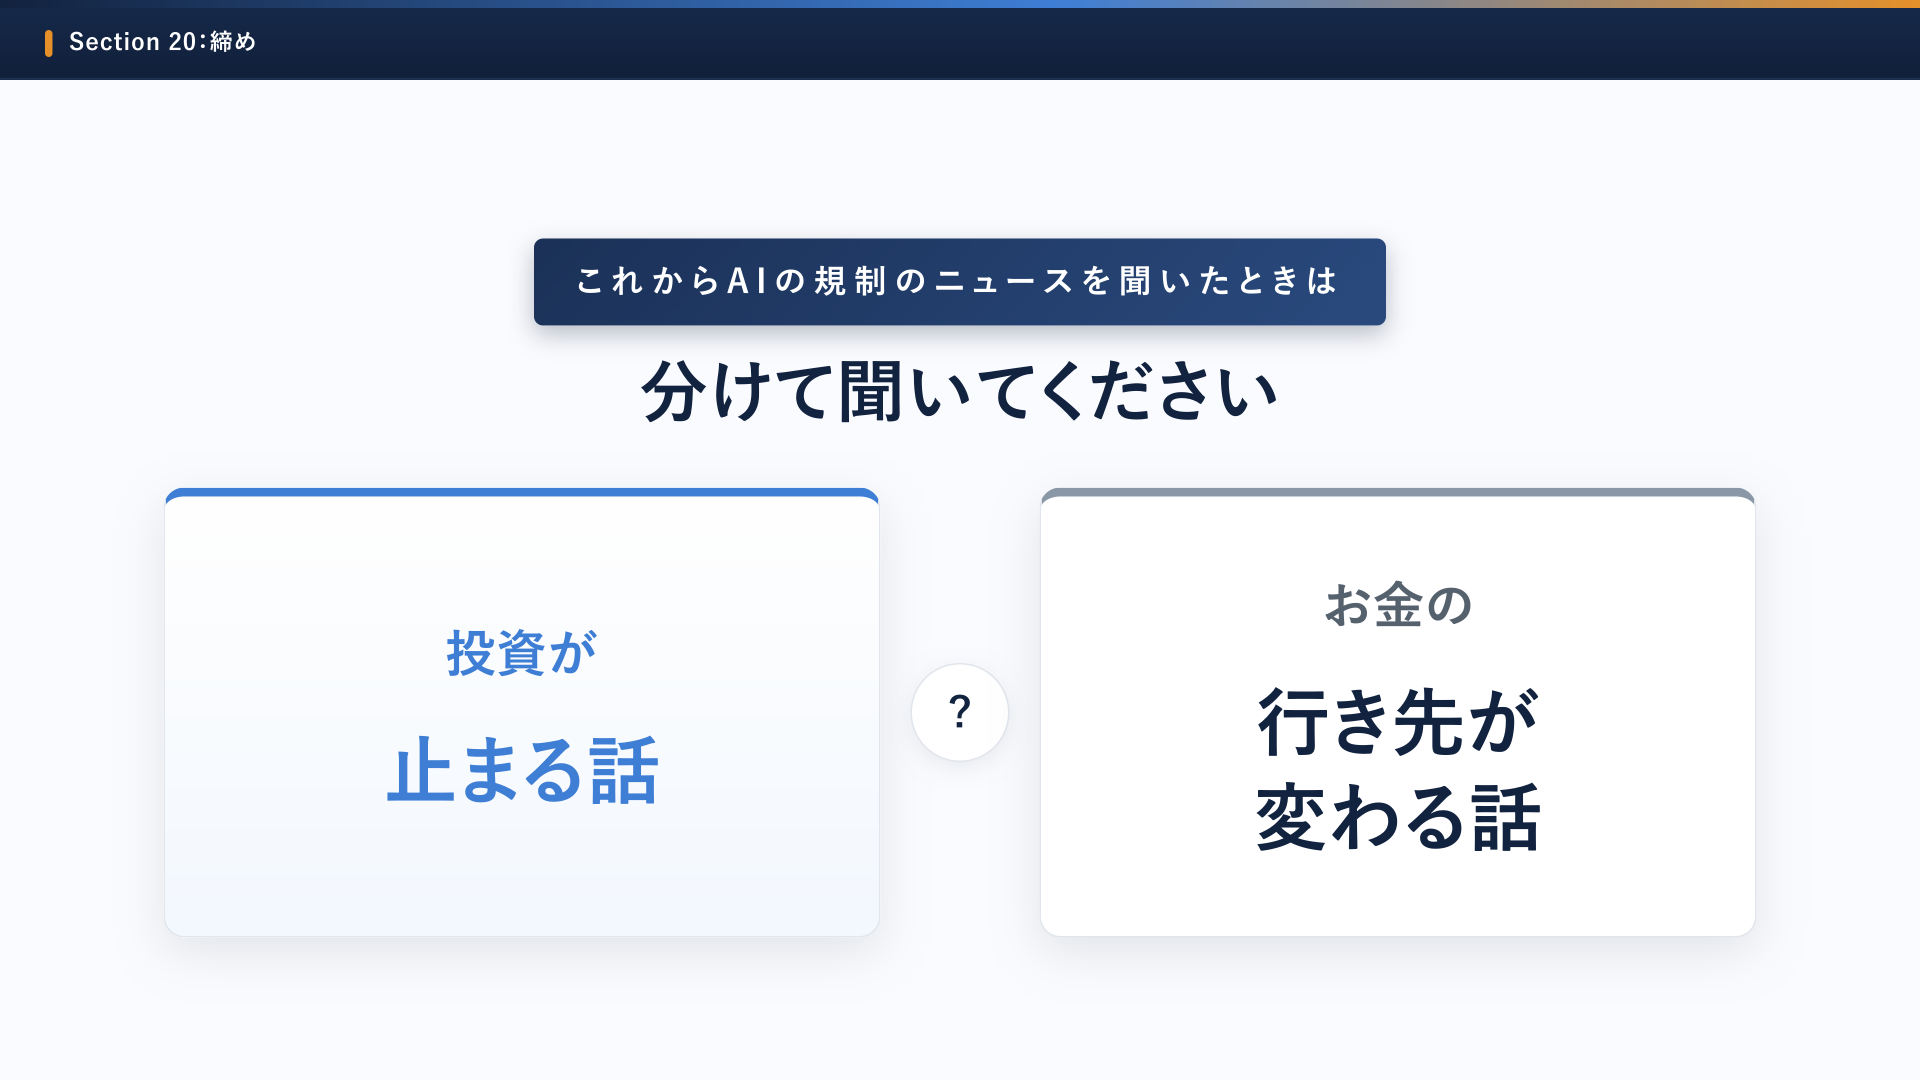 Section 20：締め
これからAIの規制のニュースを聞いたときは
分けて聞いてください
投資が
止まる話
?
お金の
行き先が
変わる話